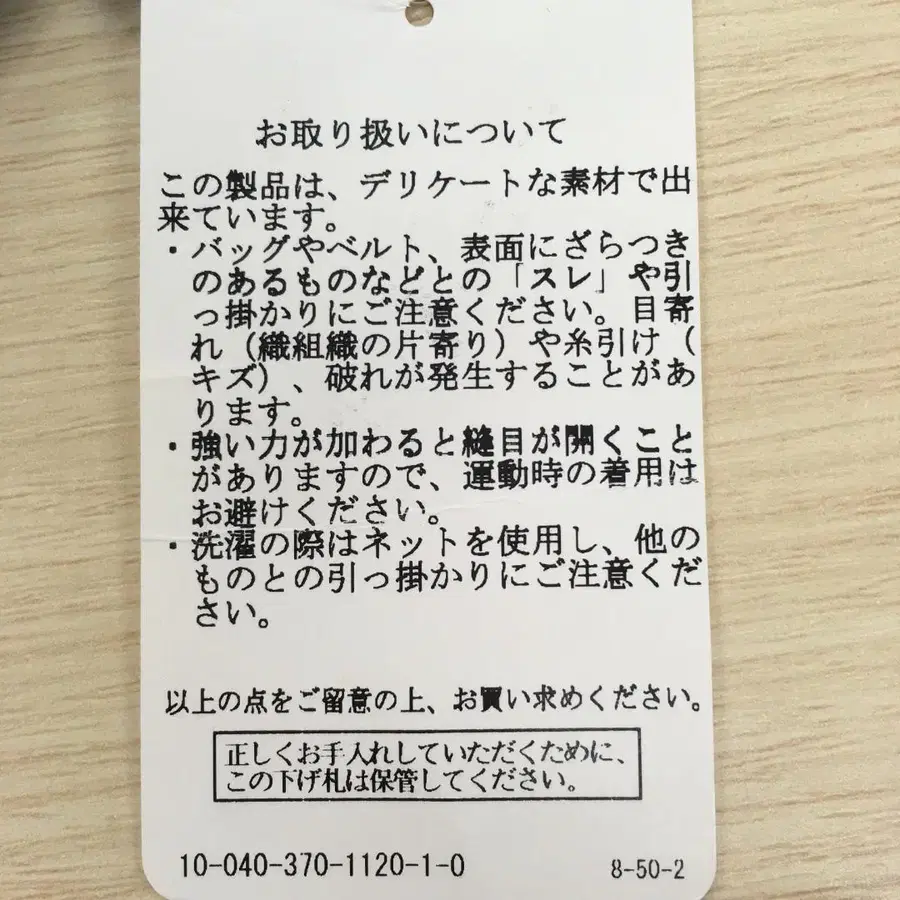 お取り扱いについて
この製品は、デリケートな素材で出
来ています。
・バッグやベルト、表面にざらつき
のあるものなどとの「スレ」や引
っ掛かりにご注意ください。目寄
れ（織組織の片寄り）や糸引け（
キズ）、破れが発生することがあ
ります。
・強い力が加わると縫目が開くこと
がありますので、運動時の着用は
お避けください。
・洗濯の際はネットを使用し、他の
ものとの引っ掛かりにご注意くだ
さい。
以上の点をご留意の上、お買い求めください。
正しくお手入れしていただくために、
この下げ札は保管してください。
10-040-370-1120-1-0
8-50-2